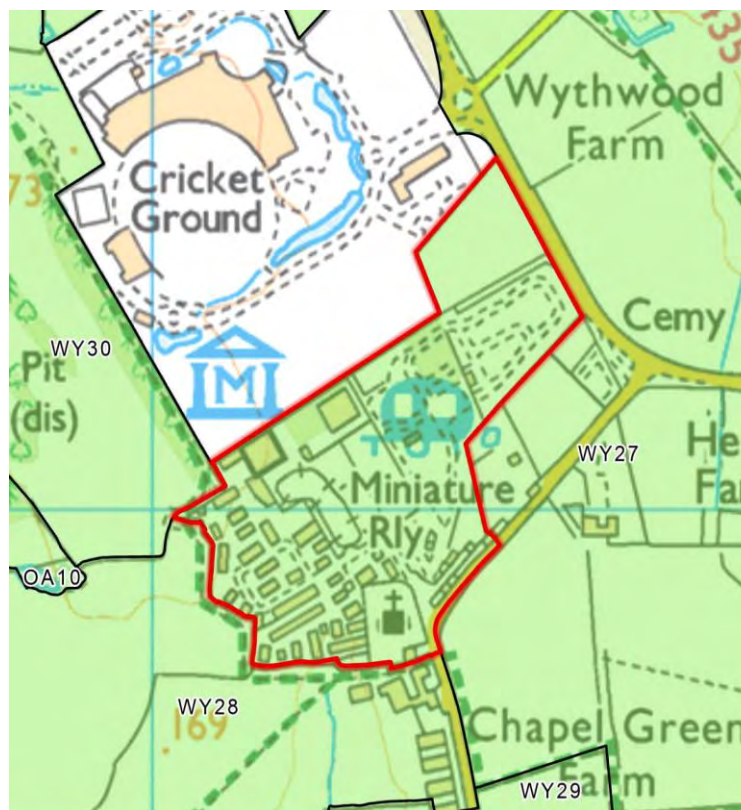 435
Wythwood
Farm
Cricket
Ground
73
Cemy
WY30
Pit
(dis)
M
WY27
He
Fa
Miniature
Rly
OA10
WY28
169
Chapel Green
Farm
WY29